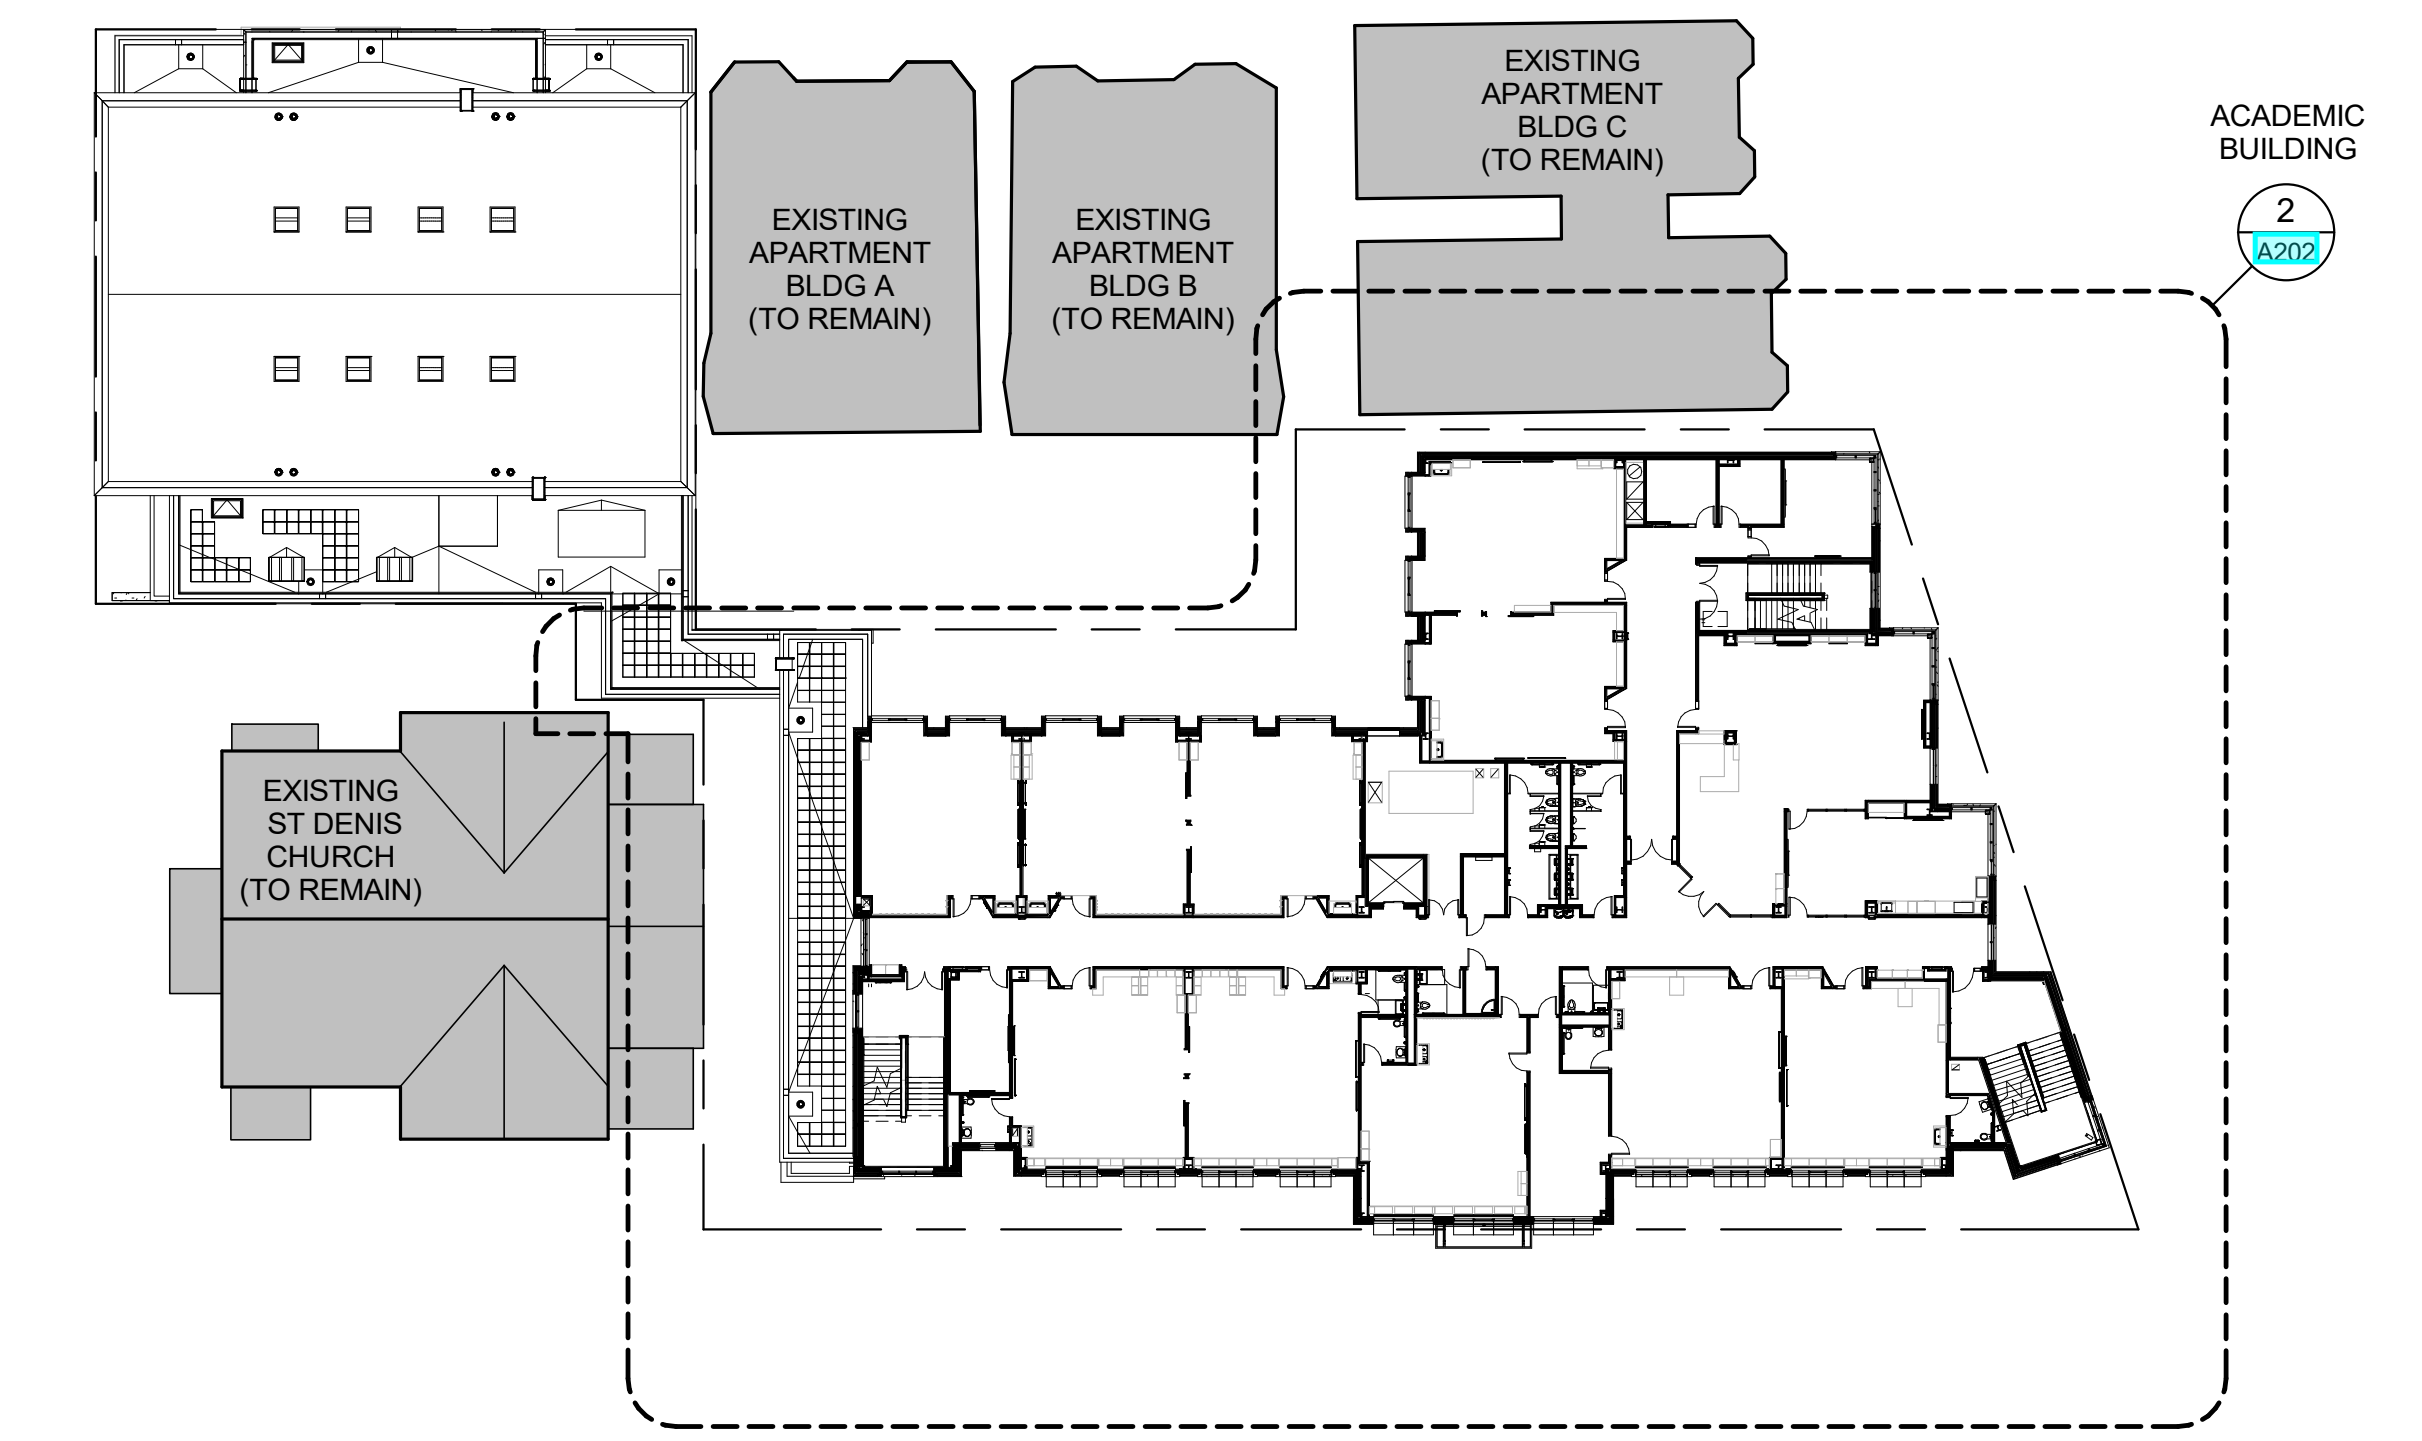 EXISTING
APARTMENT
BLDG C
(TO REMAIN)
ACADEMIC
BUILDING
2
A202
EXISTING
APARTMENT
BLDG A
(TO REMAIN)
EXISTING
APARTMENT
BLDG B
(TO REMAIN)
EXISTING
ST DENIS
CHURCH
(TO REMAIN)